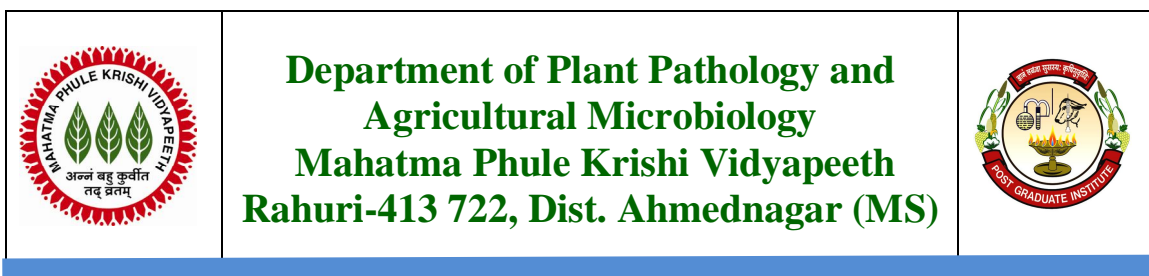 MAHATMA PHULE KRISHI VIDYAPEETH
अन्नं बहु कुर्वीत
तद् व्रतम्
Department of Plant Pathology and
Agricultural Microbiology
Mahatma Phule Krishi Vidyapeeth
Rahuri-413 722, Dist. Ahmednagar (MS)
POST GRADUATE INSTITUTE